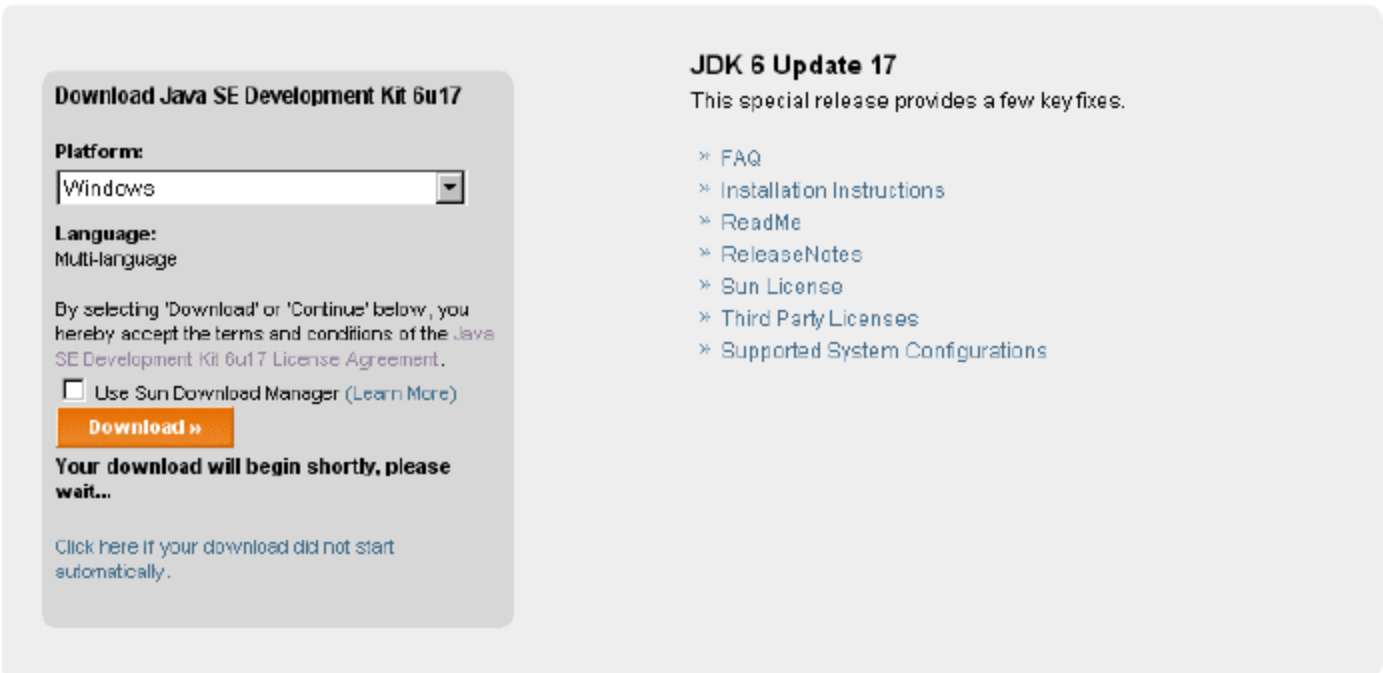 Download Java SE Development Kit 6u17
Platform:
Windows
Language:
Multi-language
By selecting 'Download' or 'Continue' below, you
hereby accept the terms and conditions of the Java
SE Development Kit 6u17 License Agreement.
Use Sun Download Manager (Learn More)
Download »
Your download will begin shortly, please
wait...
Click here if your download did not start
automatically.
JDK 6 Update 17
This special release provides a few key fixes.
» FAQ
» Installation Instructions
» ReadMe
» ReleaseNotes
» Sun License
» Third Party Licenses
» Supported System Configurations